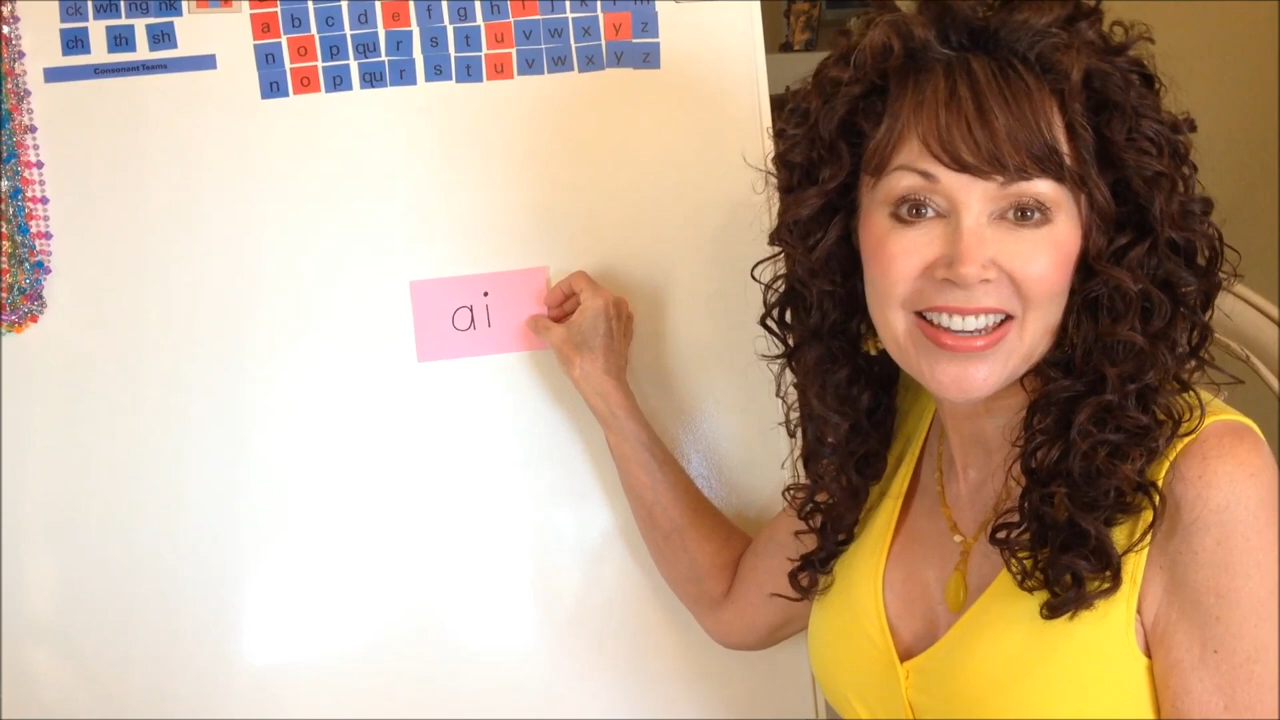 ck wh ng nk
ch th sh
Consonant Teams
a b c d e f g h i j k l m
n o p qu r s t u v w x y z
n o p qu r s t u v w x y z
ai